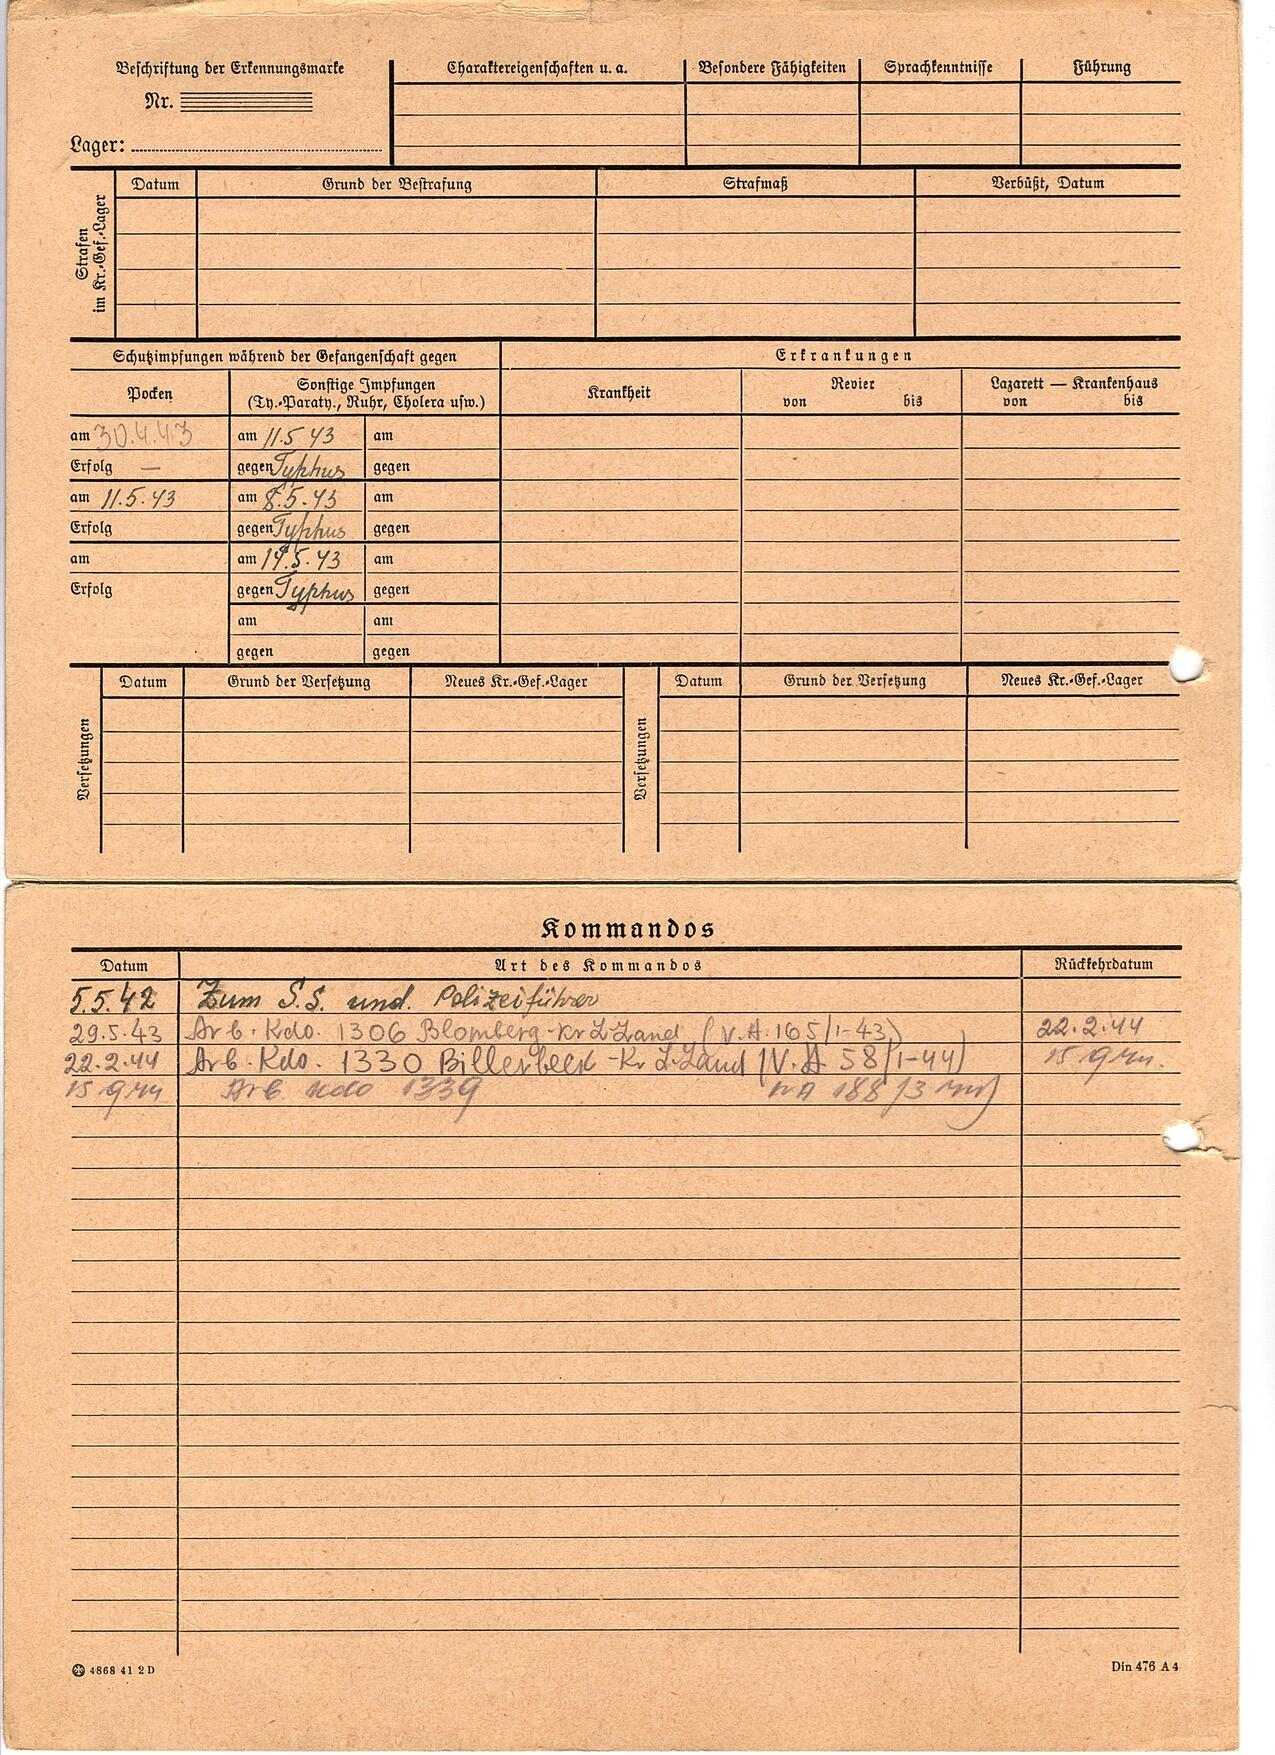 Beschriftung der Erkennungsmarke
Nr.
Lager:
Charaktereigenschaften u. a. Besondere Fähigkeiten Sprachkenntnisse Führung
Strafen
im Kr.-Gef.-Lager
Datum Grund der Bestrafung Strafmaß Verbüßt, Datum
Schutzimpfungen während der Gefangenschaft gegen
Erkrankungen
Pocken
Sonstige Impfungen
(Ty.-Paraty., Ruhr, Cholera usw.)
Krankheit
Revier
von bis
Lazarett — Krankenhaus
von bis
am 30.4.43 am 11.5 43 am
Erfolg — gegen Typhus gegen
am 11.5.43 am 8.5.43 am
Erfolg gegen Typhus gegen
am am 19.5.43 am
Erfolg gegen Typhus gegen
am am
gegen gegen
Versetzungen
Datum Grund der Versetzung Neues Kr.-Gef.-Lager
Versetzungen
Datum Grund der Versetzung Neues Kr.-Gef.-Lager
Kommandos
Datum Art des Kommandos Rückkehrdatum
5.5.42 Zum S.S. und. Polizeiführer
29.5.43 Arb. Kdo. 1306 Blomberg-Kr L.Land (V.A. 165/1-43) 22.2.44
22.2.44 Arb. Kdo. 1330 Billerbeck-Kr L.Land (V.A 58/1-44) 15 9 44.
15 9 44 Arb. Kdo 1339 188/3
4868 41 2 D
Din 476 A 4